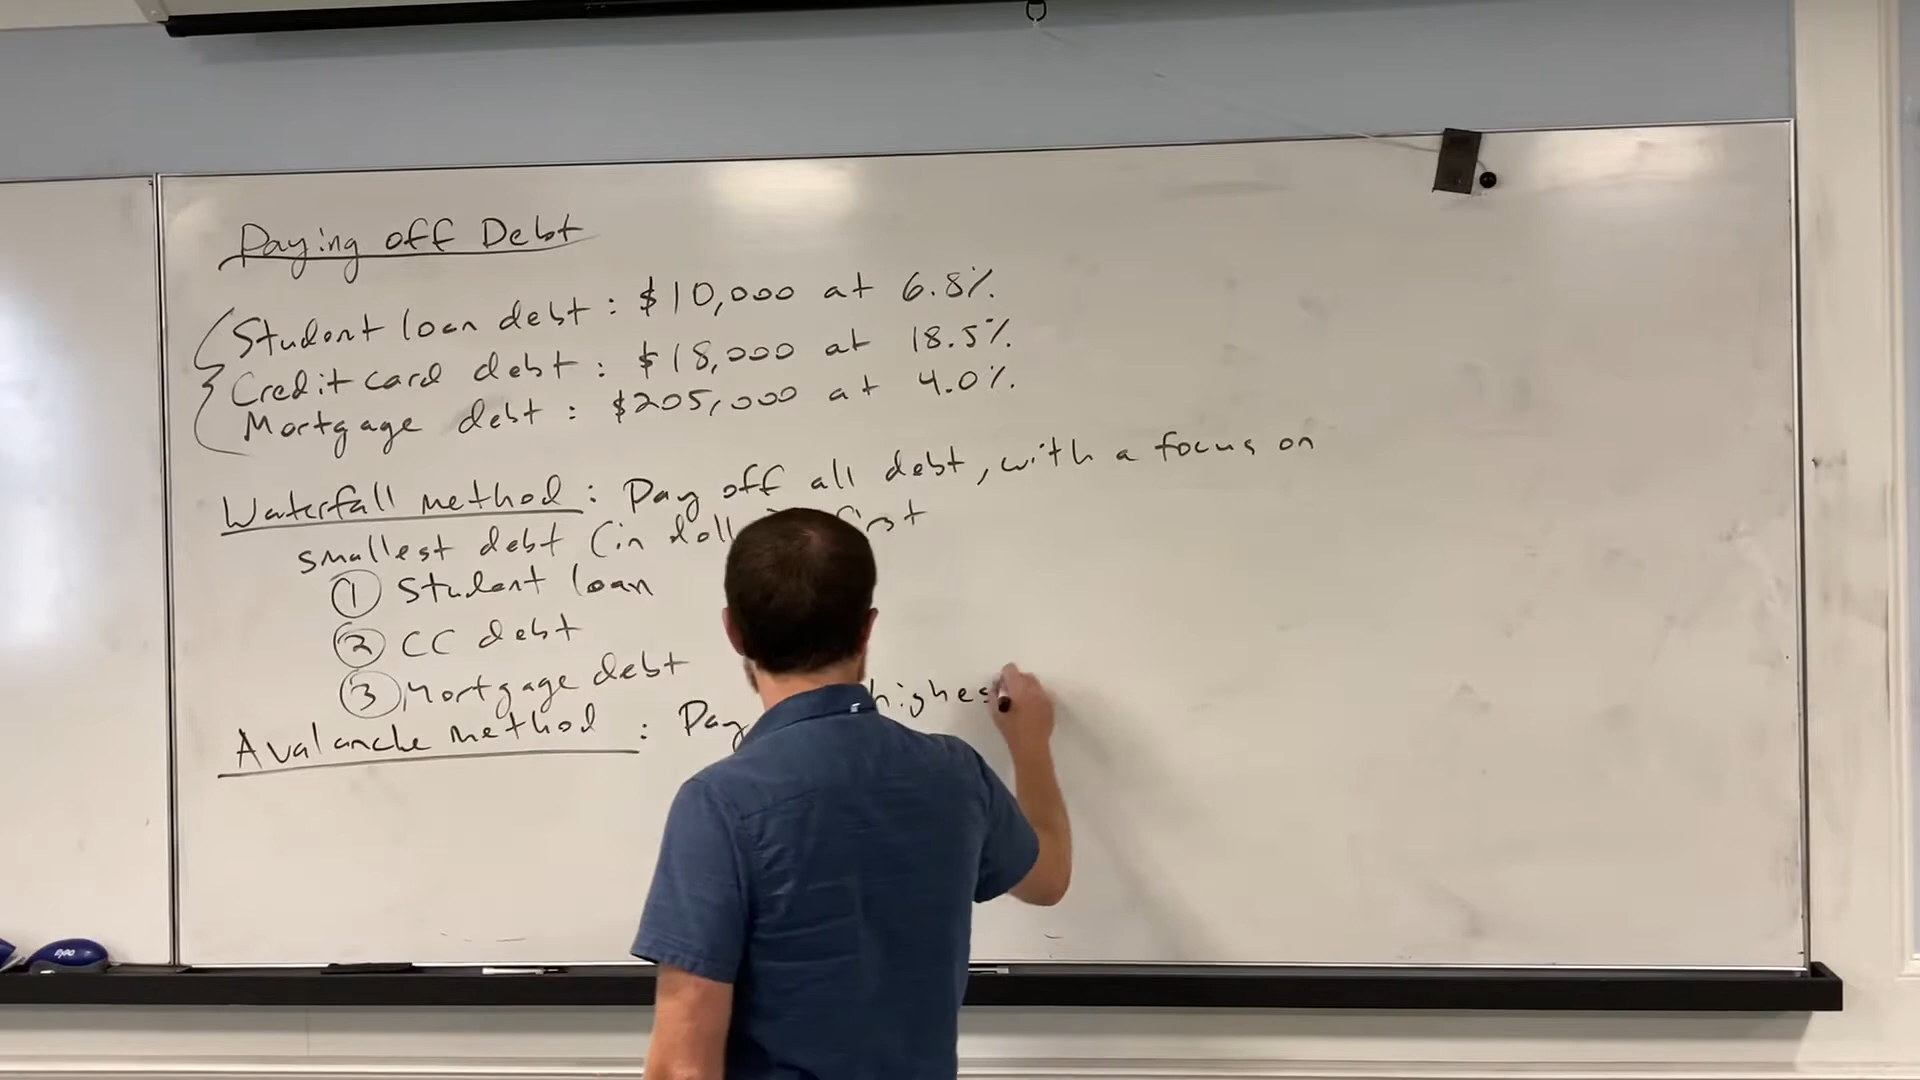 Paying off Debt
Student loan debt : $10,000 at 6.8%
Credit card debt : $18,000 at 18.5%
Mortgage debt : $205,000 at 4.0%
Waterfall method : Pay off all debt, with a focus on
smallest debt (in first
① Student loan
② CC debt
③ Mortgage debt
Avalanche method : Pay
EXPO